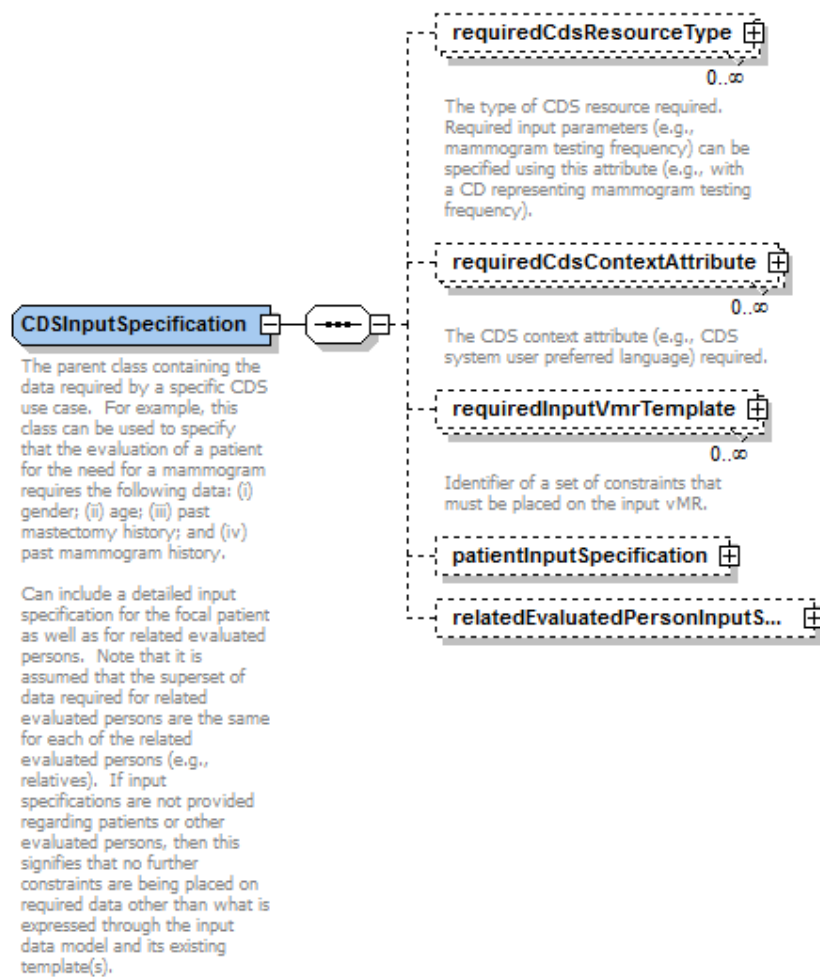 requiredCdsResourceType
0..∞
The type of CDS resource required.
Required input parameters (e.g.,
mammogram testing frequency) can be
specified using this attribute (e.g., with
a CD representing mammogram testing
frequency).
requiredCdsContextAttribute
0..∞
The CDS context attribute (e.g., CDS
system user preferred language) required.
CDSInputSpecification
The parent class containing the
data required by a specific CDS
use case.  For example, this
class can be used to specify
that the evaluation of a patient
for the need for a mammogram
requires the following data: (i)
gender; (ii) age; (iii) past
mastectomy history; and (iv)
past mammogram history.
Can include a detailed input
specification for the focal patient
as well as for related evaluated
persons.  Note that it is
assumed that the superset of
data required for related
evaluated persons are the same
for each of the related
evaluated persons (e.g.,
relatives).  If input
specifications are not provided
regarding patients or other
evaluated persons, then this
signifies that no further
constraints are being placed on
required data other than what is
expressed through the input
data model and its existing
template(s).
requiredInputVmrTemplate
0..∞
Identifier of a set of constraints that
must be placed on the input vMR.
patientInputSpecification
relatedEvaluatedPersonInputS...